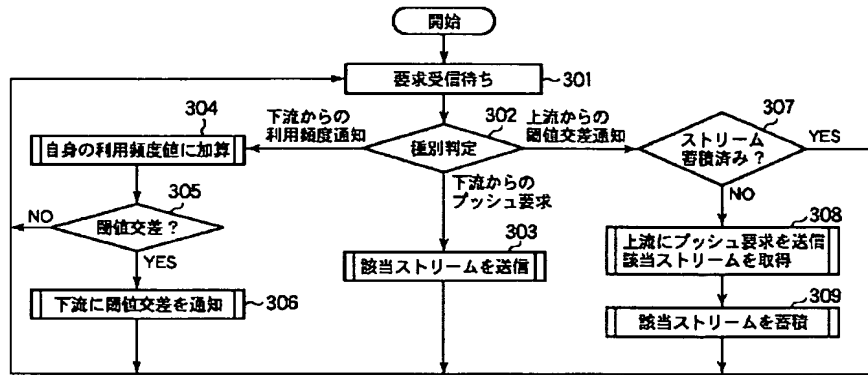 開始
要求受信待ち
301
302
種別判定
下流からの
利用頻度通知
上流からの
閾値交差通知
下流からの
プッシュ要求
304
自身の利用頻度値に加算
305
閾値交差？
NO
YES
下流に閾値交差を通知
306
303
該当ストリームを送信
307
ストリーム
蓄積済み？
YES
NO
308
上流にプッシュ要求を送信
該当ストリームを取得
309
該当ストリームを蓄積